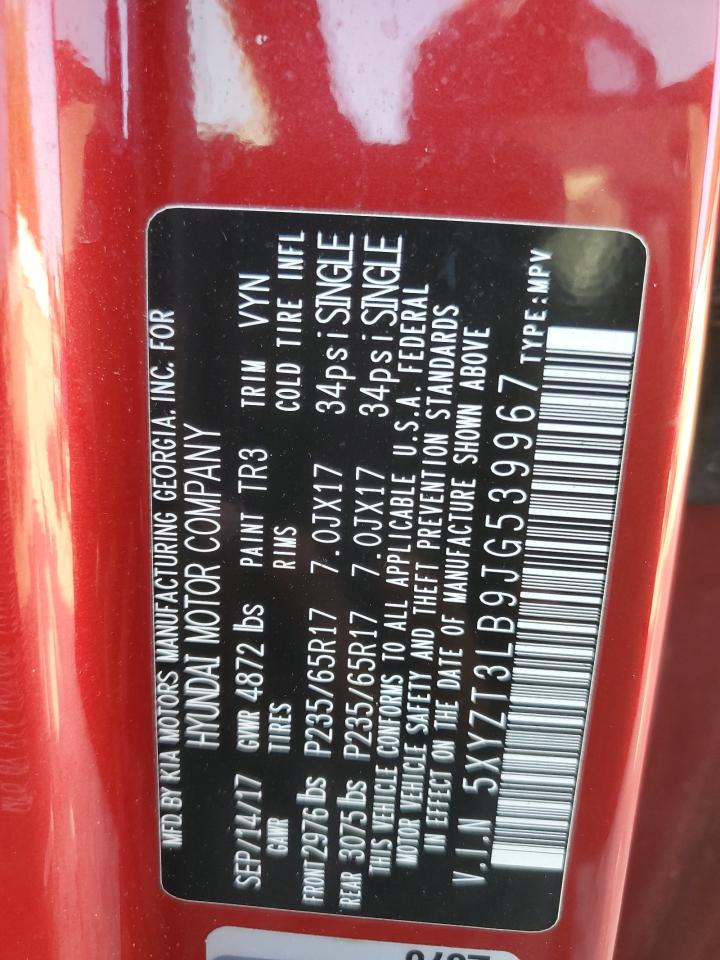 MFD. BY KIA MOTORS MANUFACTURING GEORGIA, INC. FOR
HYUNDAI MOTOR COMPANY
SEP/14/17 GVWR 4872 lbs PAINT TR3 TRIM VYN
GAWR TIRES RIMS COLD TIRE INFL
FRONT 2976 lbs P235/65R17 7.0JX17 34psi SINGLE
REAR 3075 lbs P235/65R17 7.0JX17 34psi SINGLE
THIS VEHICLE CONFORMS TO ALL APPLICABLE U.S.A. FEDERAL
MOTOR VEHICLE SAFETY AND THEFT PREVENTION STANDARDS
IN EFFECT ON THE DATE OF MANUFACTURE SHOWN ABOVE
V.I.N 5XYZT3LB9JG539967 TYPE:MPV